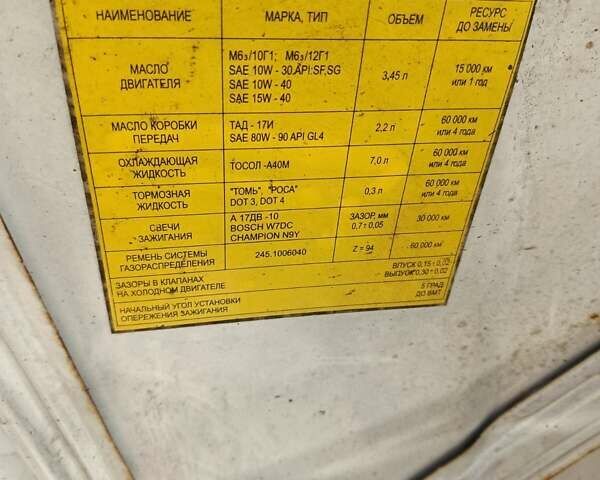 НАИМЕНОВАНИЕ МАРКА, ТИП ОБЪЕМ РЕСУРС ДО ЗАМЕНЫ
МАСЛО ДВИГАТЕЛЯ
М6з/10Г1; М6з/12Г1
SAE 10W - 30,API:SF,SG
SAE 10W - 40
SAE 15W - 40
3,45 л
15 000 км
или 1 год
МАСЛО КОРОБКИ
ПЕРЕДАЧ
ТАД - 17И
SAE 80W - 90 API GL4
2,2 л
60 000 км
или 4 года
ОХЛАЖДАЮЩАЯ
ЖИДКОСТЬ
ТОСОЛ -А40М
7,0 л
60 000 км
или 4 года
ТОРМОЗНАЯ
ЖИДКОСТЬ
"ТОМЬ", "РОСА"
DOT 3, DOT 4
0,3 л
60 000 км
или 4 года
СВЕЧИ
ЗАЖИГАНИЯ
А 17ДВ -10
BOSCH W7DC
CHAMPION N9Y
ЗАЗОР, мм
0,7 ± 0,05
30 000 км
РЕМЕНЬ СИСТЕМЫ
ГАЗОРАСПРЕДЕЛЕНИЯ
245.1006040
Z = 94
60 000 км
ЗАЗОРЫ В КЛАПАНАХ
НА ХОЛОДНОМ ДВИГАТЕЛЕ
ВПУСК 0,15 ± 0,02
ВЫПУСК 0,30 ± 0,02
НАЧАЛЬНЫЙ УГОЛ УСТАНОВКИ
ОПЕРЕЖЕНИЯ ЗАЖИГАНИЯ
5 ГРАД
ДО ВМТ